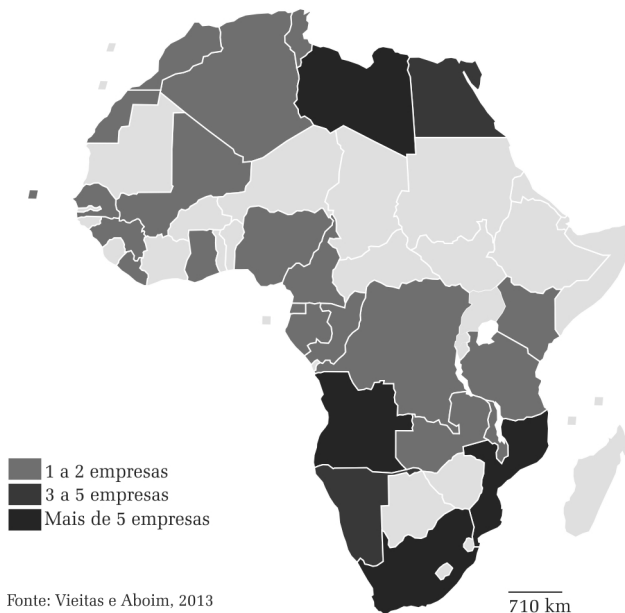 1 a 2 empresas
3 a 5 empresas
Mais de 5 empresas
Fonte: Vieitas e Aboim, 2013
710 km